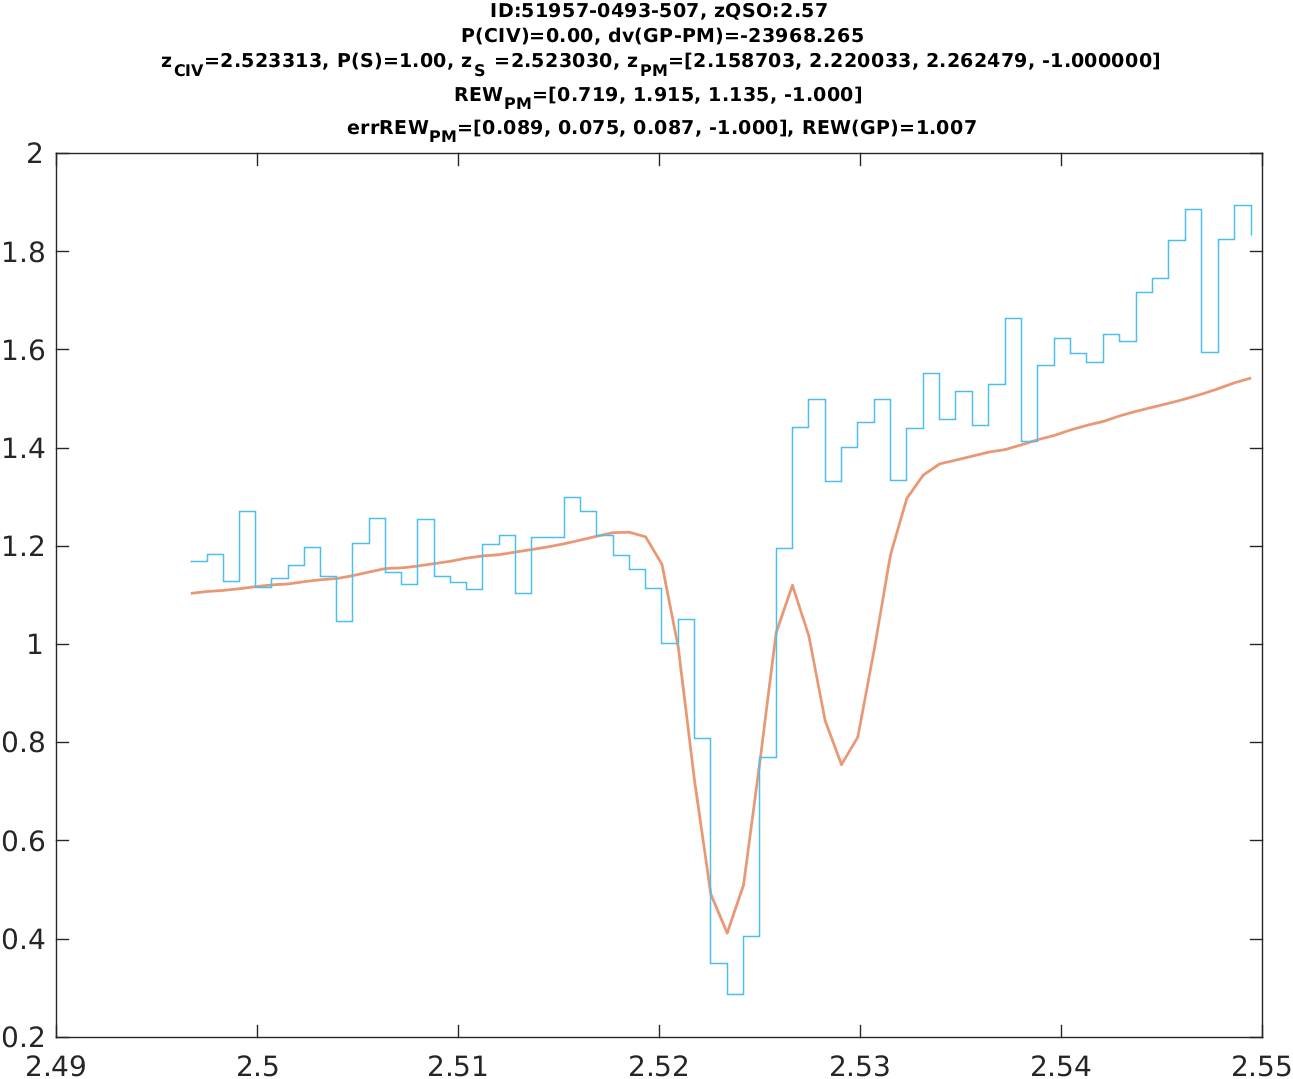 ID:51957-0493-507, zQSO:2.57
P(CIV)=0.00, dv(GP-PM)=-23968.265
zCIV=2.523313, P(S)=1.00, zS =2.523030, zPM=[2.158703, 2.220033, 2.262479, -1.000000]
REWPM=[0.719, 1.915, 1.135, -1.000]
errREWPM=[0.089, 0.075, 0.087, -1.000], REW(GP)=1.007
2
1.8
1.6
1.4
1.2
1
0.8
0.6
0.4
0.2
2.49 2.5 2.51 2.52 2.53 2.54 2.55